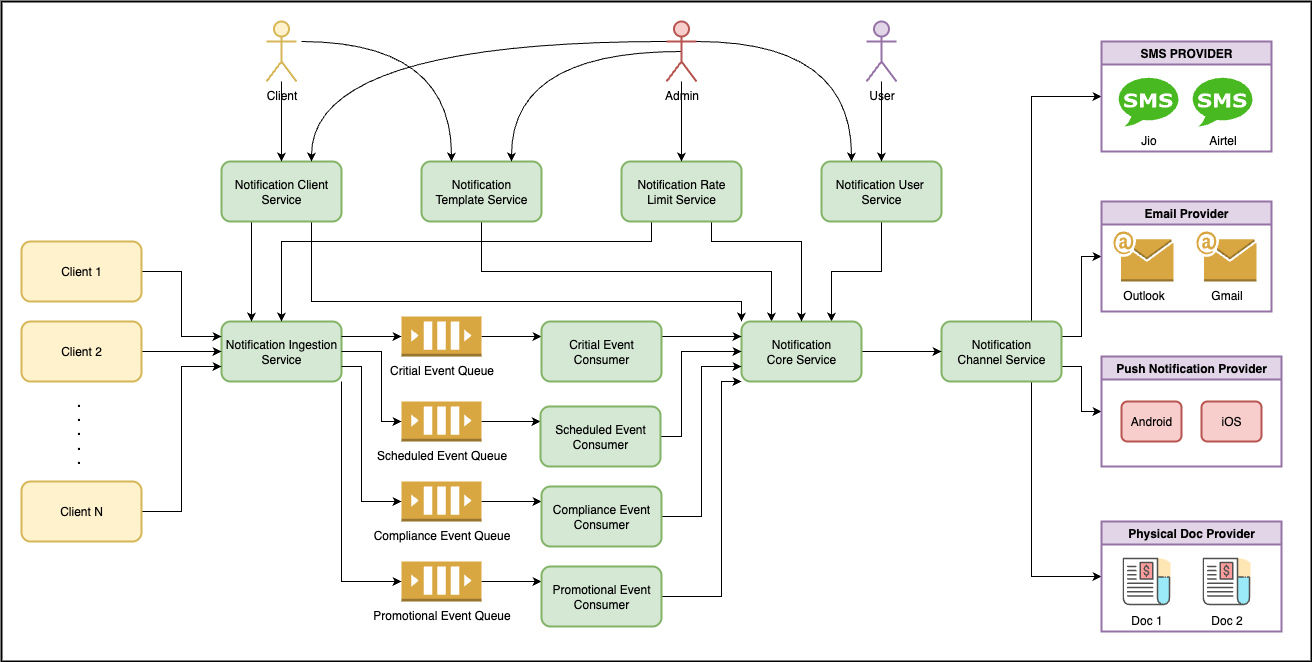 Client
Admin
User
SMS PROVIDER
SMS
SMS
Jio
Airtel
Notification Client
Service
Notification
Template Service
Notification Rate
Limit Service
Notification User
Service
Email Provider
@
@
Outlook
Gmail
Client 1
Client 2
Client N
Notification Ingestion
Service
Critial Event Queue
Critial Event
Consumer
Scheduled Event Queue
Scheduled Event
Consumer
Compliance Event Queue
Compliance Event
Consumer
Promotional Event Queue
Promotional Event
Consumer
Notification
Core Service
Notification
Channel Service
Push Notification Provider
Android
iOS
Physical Doc Provider
$
$
Doc 1
Doc 2